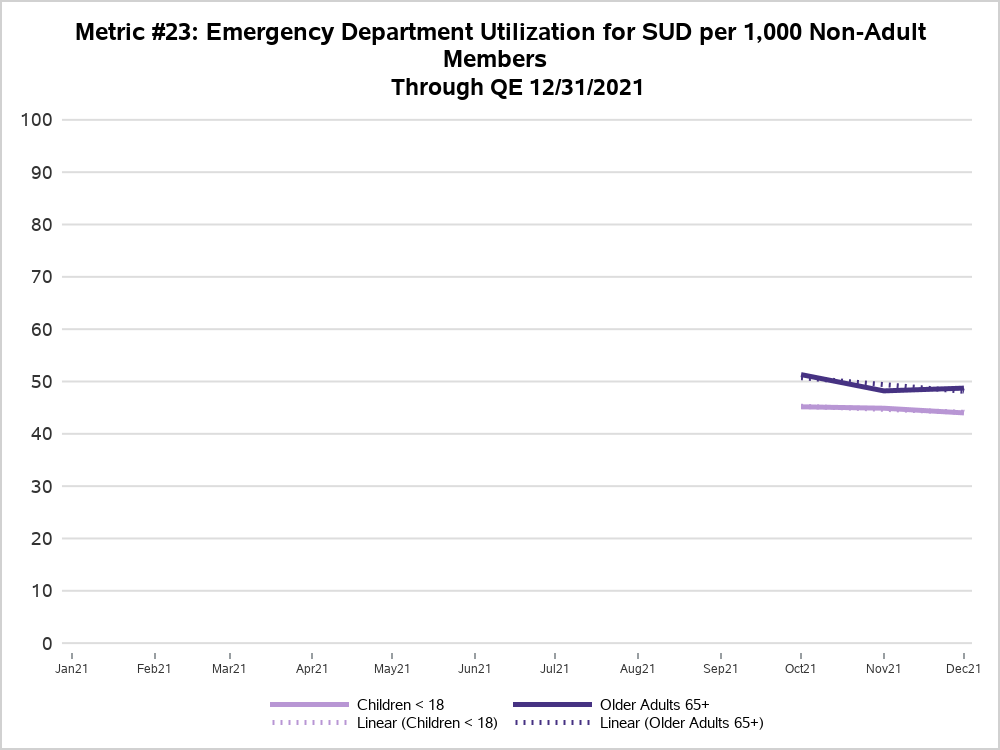 Metric #23: Emergency Department Utilization for SUD per 1,000 Non-Adult
Members
Through QE 12/31/2021
100
90
80
70
60
50
40
30
20
10
0
Jan21 Feb21 Mar21 Apr21 May21 Jun21 Jul21 Aug21 Sep21 Oct21 Nov21 Dec21
Children < 18 Older Adults 65+
Linear (Children < 18) Linear (Older Adults 65+)